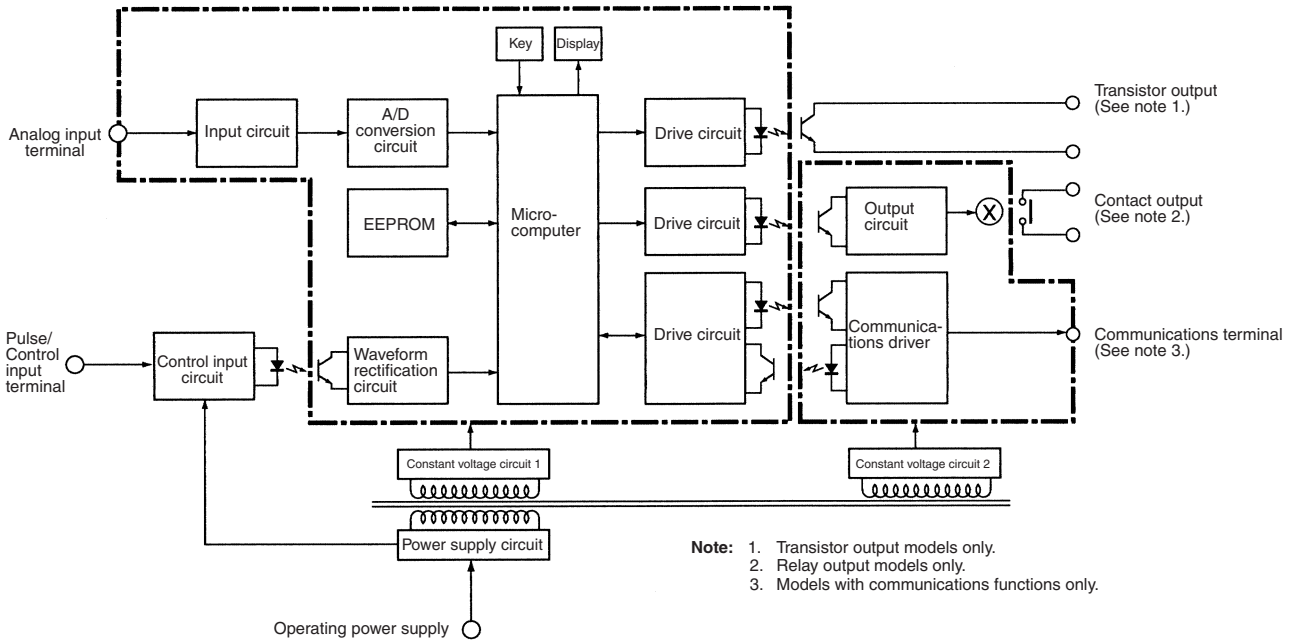 Key
Display
Analog input
terminal
Input circuit
A/D
conversion
circuit
Drive circuit
Transistor output
(See note 1.)
EEPROM
Micro-
computer
Drive circuit
Output
circuit
X
Contact output
(See note 2.)
Pulse/
Control
input
terminal
Control input
circuit
Waveform
rectification
circuit
Drive circuit
Communica-
tions driver
Communications terminal
(See note 3.)
Constant voltage circuit 1
Constant voltage circuit 2
Power supply circuit
Operating power supply
Note: 1. Transistor output models only.
2. Relay output models only.
3. Models with communications functions only.